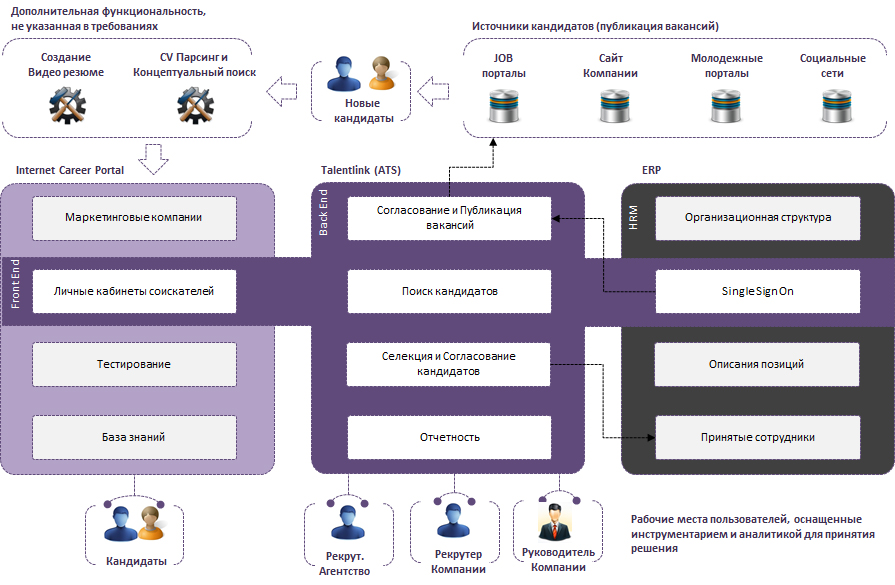 Дополнительная функциональность,
не указанная в требованиях
Источники кандидатов (публикация вакансий)
Создание
Видео резюме
CV Парсинг и
Концептуальный поиск
Новые
кандидаты
JOB
порталы
Сайт
Компании
Молодежные
порталы
Социальные
сети
Internet Career Portal
Talentlink (ATS)
ERP
Front End
Back End
HRM
Маркетинговые компании
Согласование и Публикация
вакансий
Организационная структура
Личные кабинеты соискателей
Поиск кандидатов
Single Sign On
Тестирование
Селекция и Согласование
кандидатов
Описания позиций
База знаний
Отчетность
Принятые сотрудники
Кандидаты
Рекрут.
Агентство
Рекрутер
Компании
Руководитель
Компании
Рабочие места пользователей, оснащенные
инструментарием и аналитикой для принятия
решения